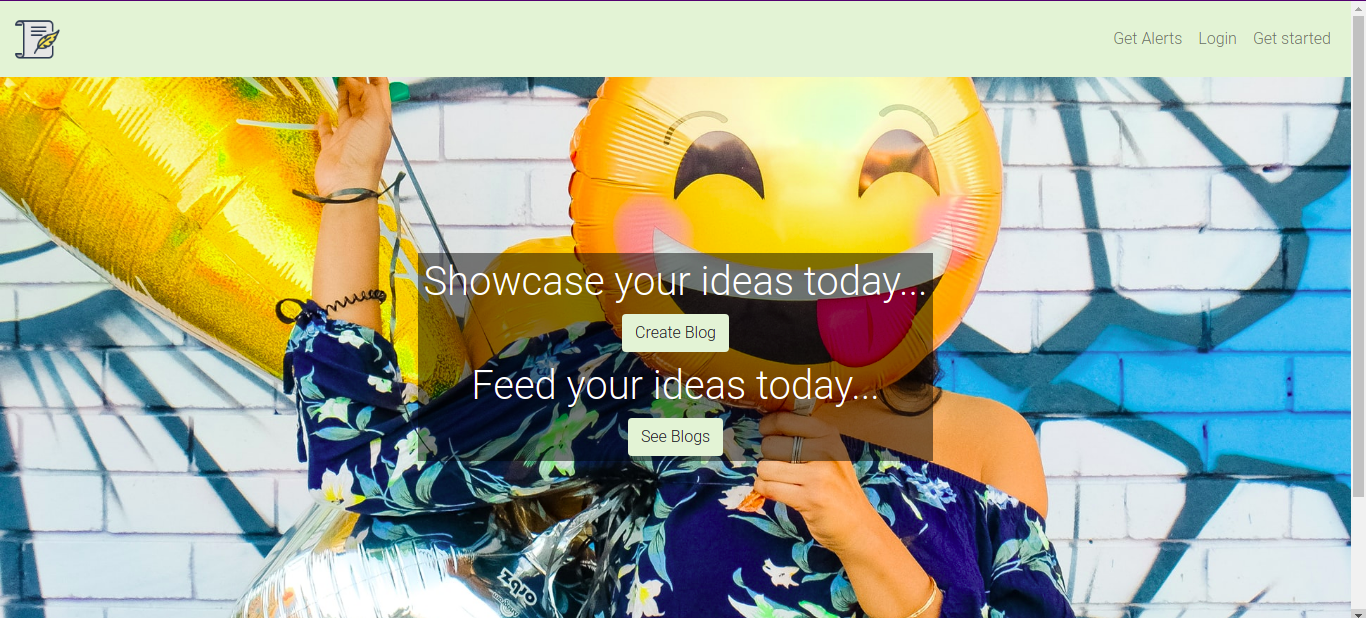 Get Alerts Login Get started
Showcase your ideas today...
Create Blog
Feed your ideas today...
See Blogs